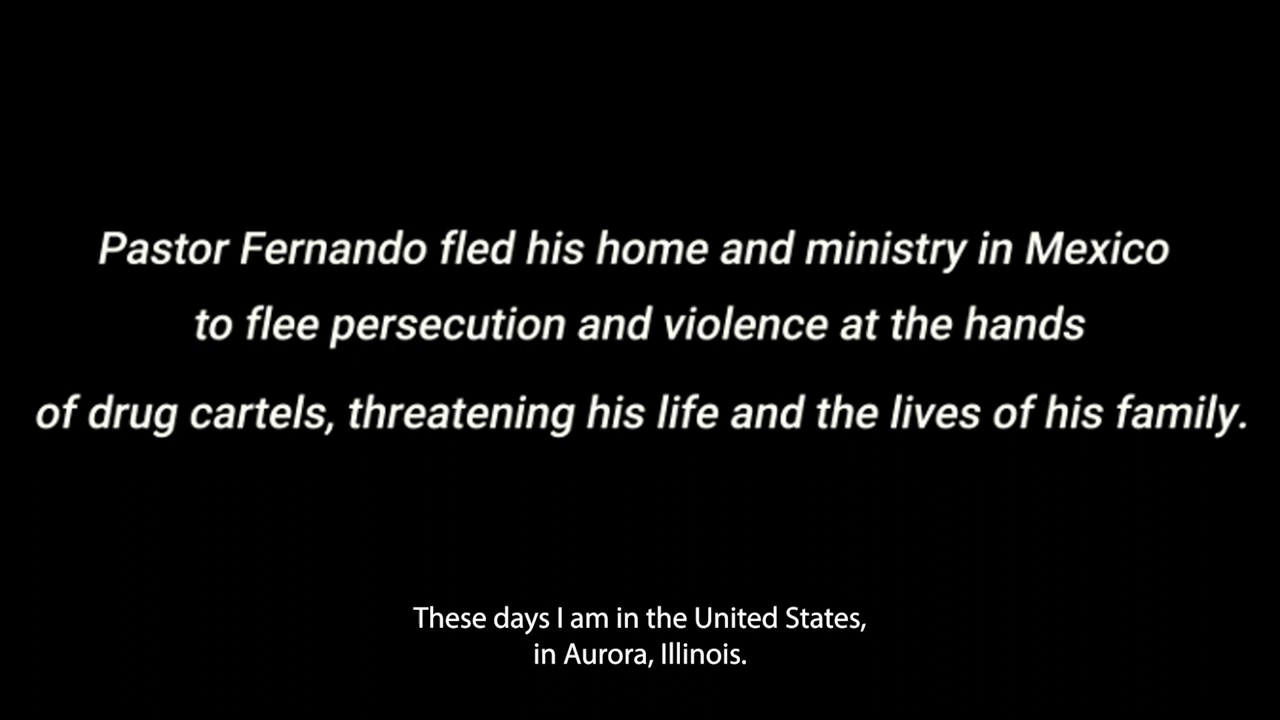 Pastor Fernando fled his home and ministry in Mexico
to flee persecution and violence at the hands
of drug cartels, threatening his life and the lives of his family.
These days I am in the United States,
in Aurora, Illinois.